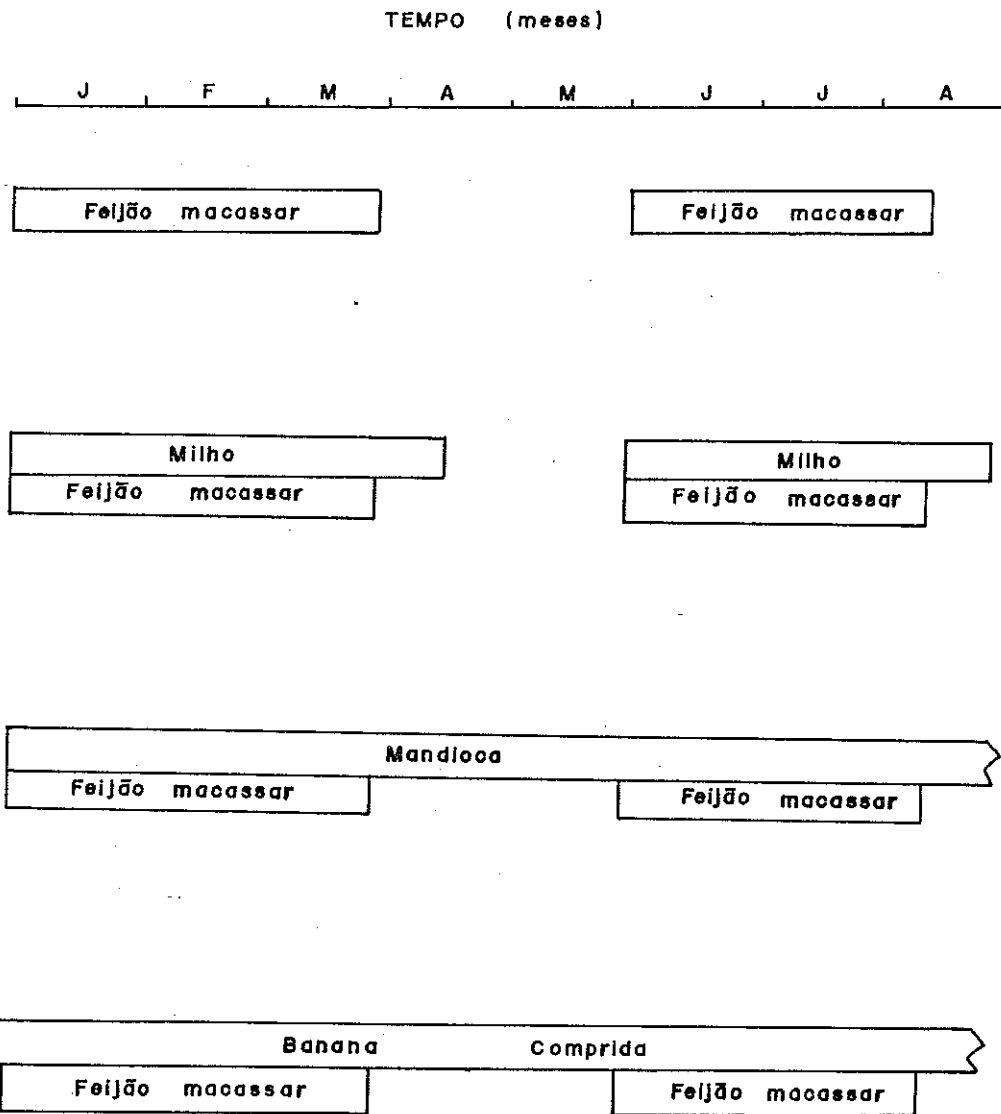 TEMPO (meses)
J F M A M J J A
Feijão macassar Feijão macassar
Milho Milho
Feijão macassar Feijão macassar
Mandioca
Feijão macassar Feijão macassar
Banana Comprida
Feijão macassar Feijão macassar